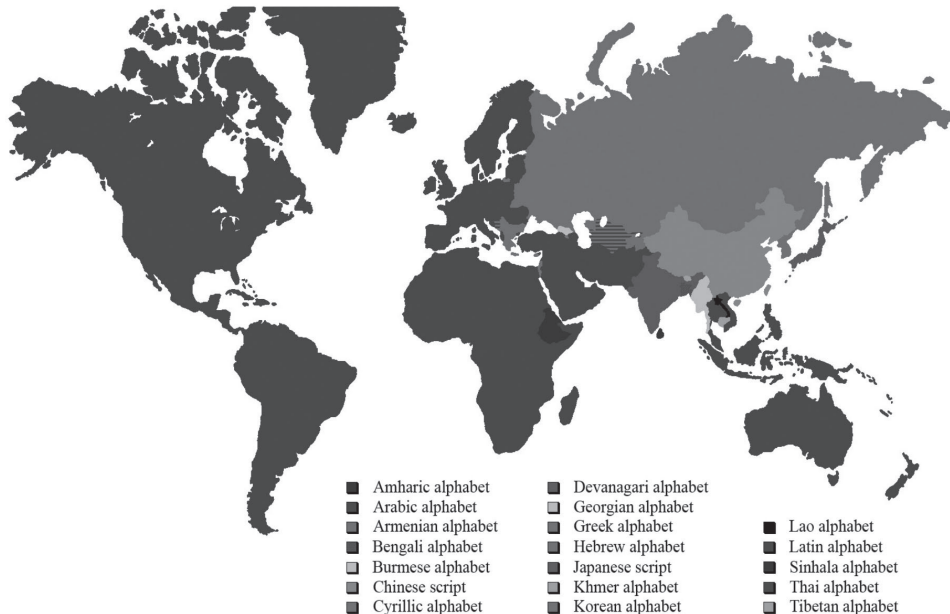 Amharic alphabet
Arabic alphabet
Armenian alphabet
Bengali alphabet
Burmese alphabet
Chinese script
Cyrillic alphabet
Devanagari alphabet
Georgian alphabet
Greek alphabet
Hebrew alphabet
Japanese script
Khmer alphabet
Korean alphabet
Lao alphabet
Latin alphabet
Sinhala alphabet
Thai alphabet
Tibetan alphabet